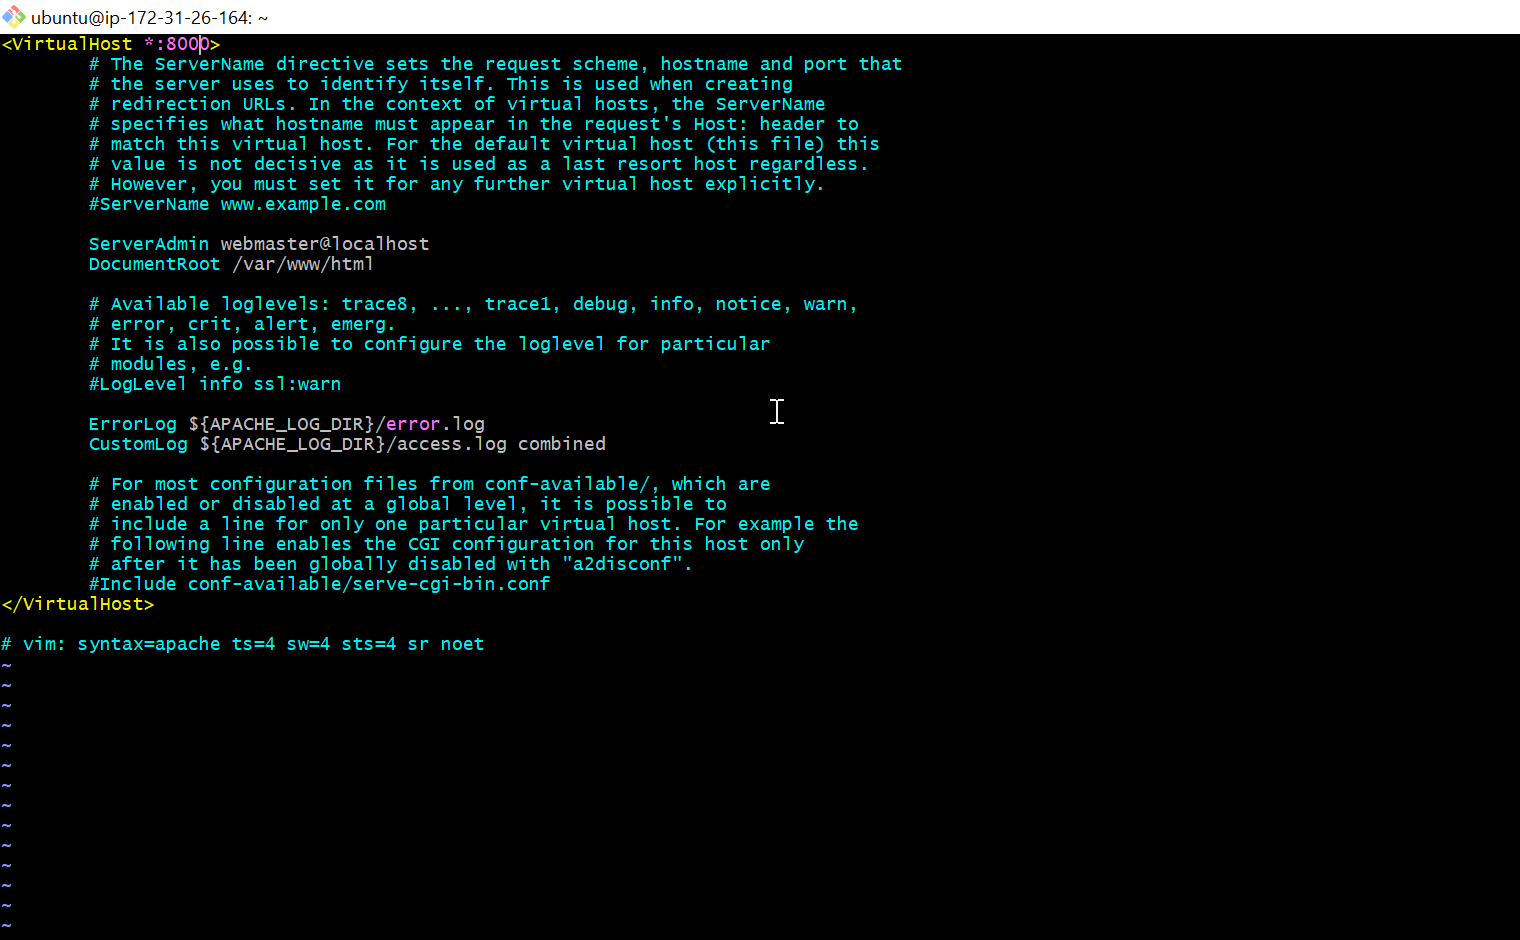 ubuntu@ip-172-31-26-164: ~
<VirtualHost *:8000>
# The ServerName directive sets the request scheme, hostname and port that
# the server uses to identify itself. This is used when creating
# redirection URLs. In the context of virtual hosts, the ServerName
# specifies what hostname must appear in the request's Host: header to
# match this virtual host. For the default virtual host (this file) this
# value is not decisive as it is used as a last resort host regardless.
# However, you must set it for any further virtual host explicitly.
#ServerName www.example.com
ServerAdmin webmaster@localhost
DocumentRoot /var/www/html
# Available loglevels: trace8, ..., trace1, debug, info, notice, warn,
# error, crit, alert, emerg.
# It is also possible to configure the loglevel for particular
# modules, e.g.
#LogLevel info ssl:warn
ErrorLog ${APACHE_LOG_DIR}/error.log
CustomLog ${APACHE_LOG_DIR}/access.log combined
# For most configuration files from conf-available/, which are
# enabled or disabled at a global level, it is possible to
# include a line for only one particular virtual host. For example the
# following line enables the CGI configuration for this host only
# after it has been globally disabled with "a2disconf".
#Include conf-available/serve-cgi-bin.conf
</VirtualHost>
# vim: syntax=apache ts=4 sw=4 sts=4 sr noet
~
~
~
~
~
~
~
~
~
~
~
~
~
~